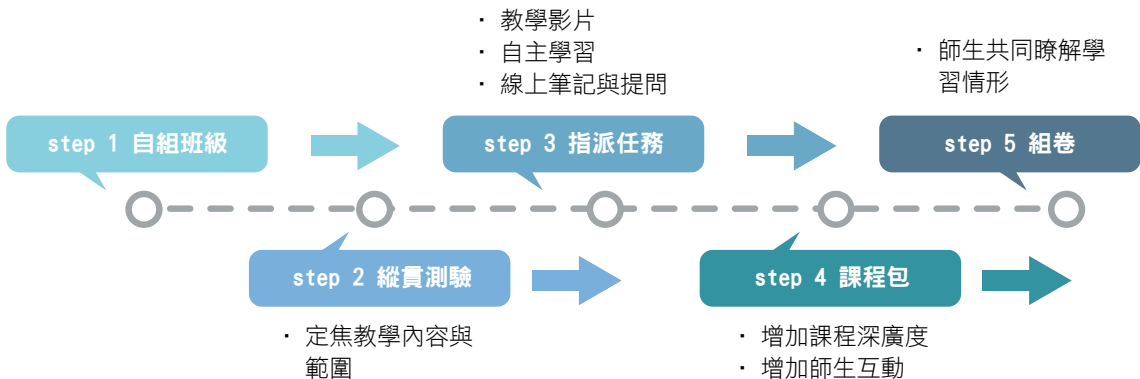 step 1 自組班級
step 2 縱貫測驗
· 定焦教學內容與
範圍
· 教學影片
· 自主學習
· 線上筆記與提問
step 3 指派任務
step 4 課程包
· 增加課程深廣度
· 增加師生互動
· 師生共同瞭解學
習情形
step 5 組卷